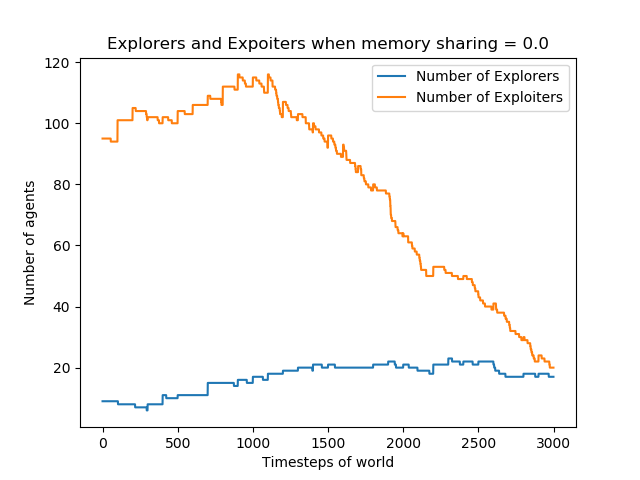 Explorers and Expoiters when memory sharing = 0.0
Number of Explorers
Number of Exploiters
Number of agents
120
100
80
60
40
20
0 500 1000 1500 2000 2500 3000
Timesteps of world